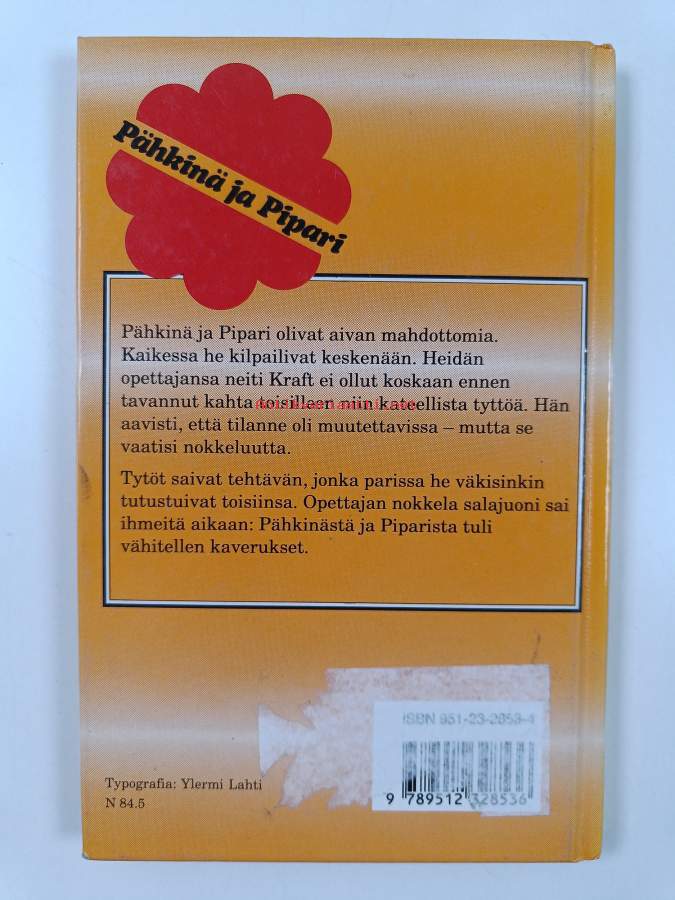 Pähkinä ja Pipari
Pähkinä ja Pipari olivat aivan mahdottomia.
Kaikessa he kilpailivat keskenään. Heidän
opettajansa neiti Kraft ei ollut koskaan ennen
tavannut kahta toisilleen niin kateellista tyttöä. Hän
aavisti, että tilanne oli muutettavissa – mutta se
vaatisi nokkeluutta.
Tytöt saivat tehtävän, jonka parissa he väkisinkin
tutustuivat toisiinsa. Opettajan nokkela salajuoni sai
ihmeitä aikaan: Pähkinästä ja Piparista tuli
vähitellen kaverukset.
ISBN
9 789512 328536
Typografia: Ylermi Lahti
N 84.5